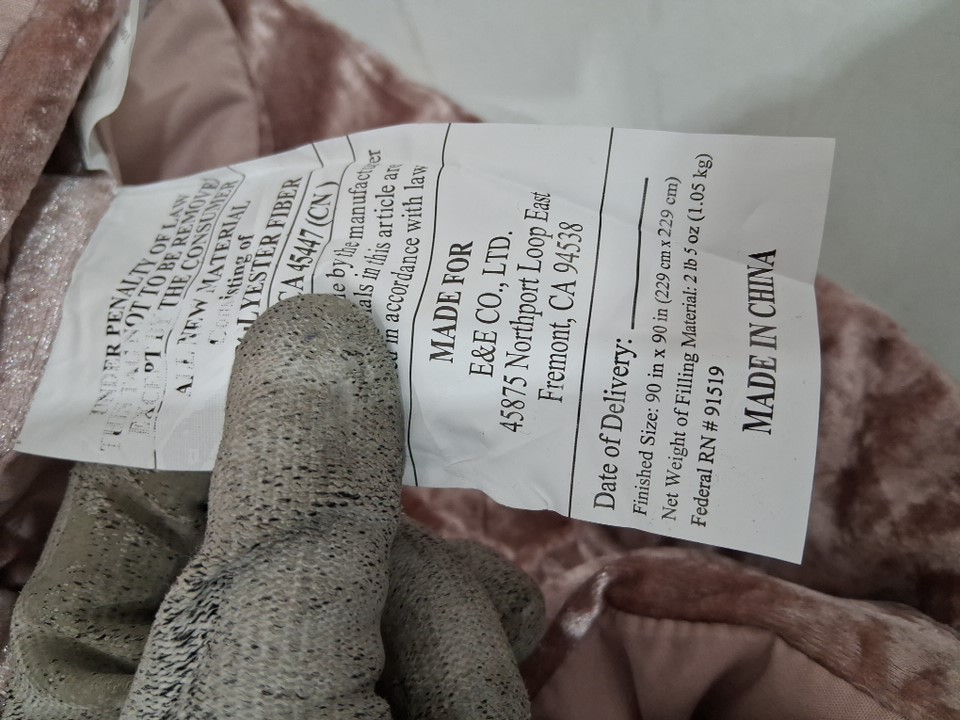 UNDER PENALTY OF LAW
THIS TAG NOT TO BE REMOVED
EXCEPT BY THE CONSUMER
ALL NEW MATERIAL
Consisting of
LYESTER FIBER
CA 45447 (CN)
by the manufacturer
in this article are
in accordance with law
MADE FOR
E&E CO., LTD.
45875 Northport Loop East
Fremont, CA 94538
Date of Delivery:
Finished Size: 90 in x 90 in (229 cm x 229 cm)
Net Weight of Filling Material: 2 lb 5 oz (1.05 kg)
Federal RN # 91519
MADE IN CHINA